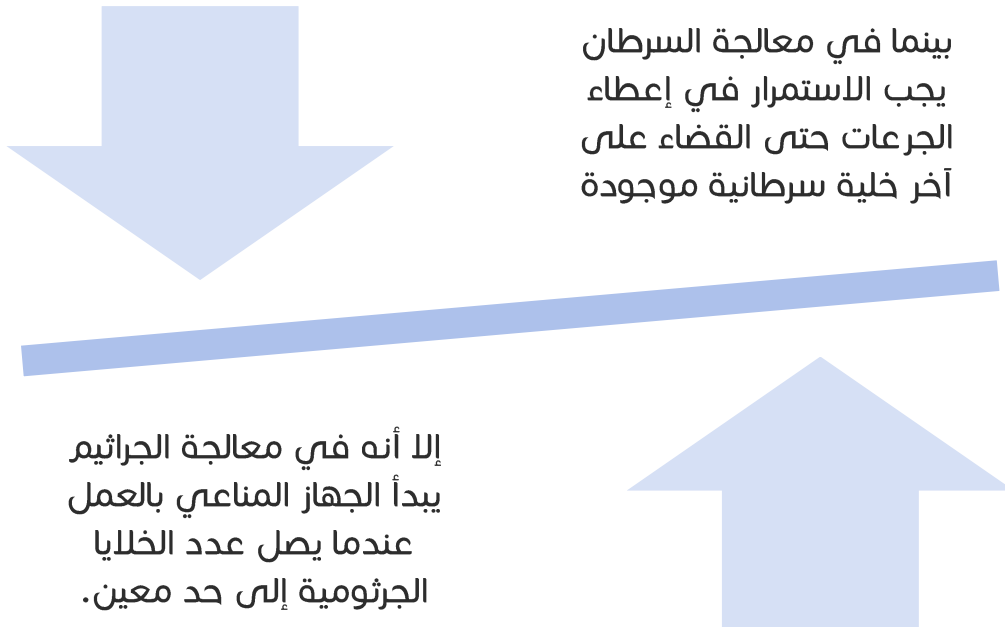 بينما في معالجة السرطان
يجب الاستمرار في إعطاء
الجرعات حتى القضاء على
آخر خلية سرطانية موجودة
إلا أنه في معالجة الجراثيم
يبدأ الجهاز المناعي بالعمل
عندما يصل عدد الخلايا
الجرثومية إلى حد معين.